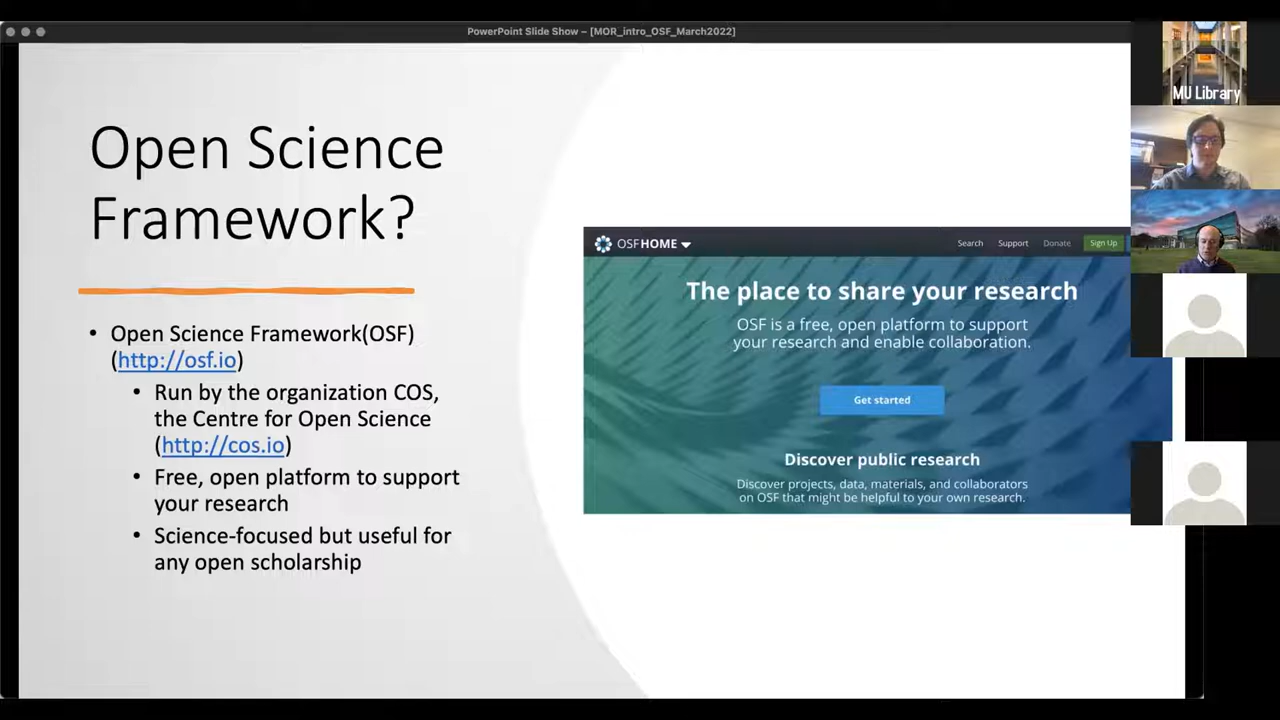 PowerPoint Slide Show – [MOR_intro_OSF_March2022]
Open Science
Framework?
• Open Science Framework(OSF)
(http://osf.io)
• Run by the organization COS,
the Centre for Open Science
(http://cos.io)
• Free, open platform to support
your research
• Science-focused but useful for
any open scholarship
OSFHOME
Search Support Donate Sign Up
The place to share your research
OSF is a free, open platform to support
your research and enable collaboration.
Get started
Discover public research
Discover projects, data, materials, and collaborators
on OSF that might be helpful to your own research.
MU Library